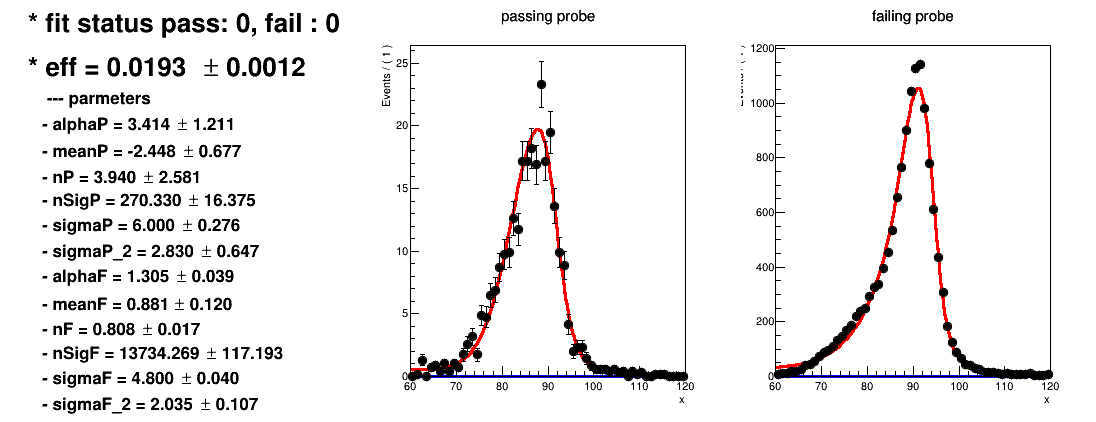 * fit status pass: 0, fail : 0
* eff = 0.0193 ± 0.0012
--- parmeters
- alphaP = 3.414 ± 1.211
- meanP = -2.448 ± 0.677
- nP = 3.940 ± 2.581
- nSigP = 270.330 ± 16.375
- sigmaP = 6.000 ± 0.276
- sigmaP_2 = 2.830 ± 0.647
- alphaF = 1.305 ± 0.039
- meanF = 0.881 ± 0.120
- nF = 0.808 ± 0.017
- nSigF = 13734.269 ± 117.193
- sigmaF = 4.800 ± 0.040
- sigmaF_2 = 2.035 ± 0.107
passing probe
Events / ( 1 )
25
20
15
10
5
0
60 70 80 90 100 110 120
x
failing probe
1200
1000
800
600
400
200
0
60 70 80 90 100 110 120
x